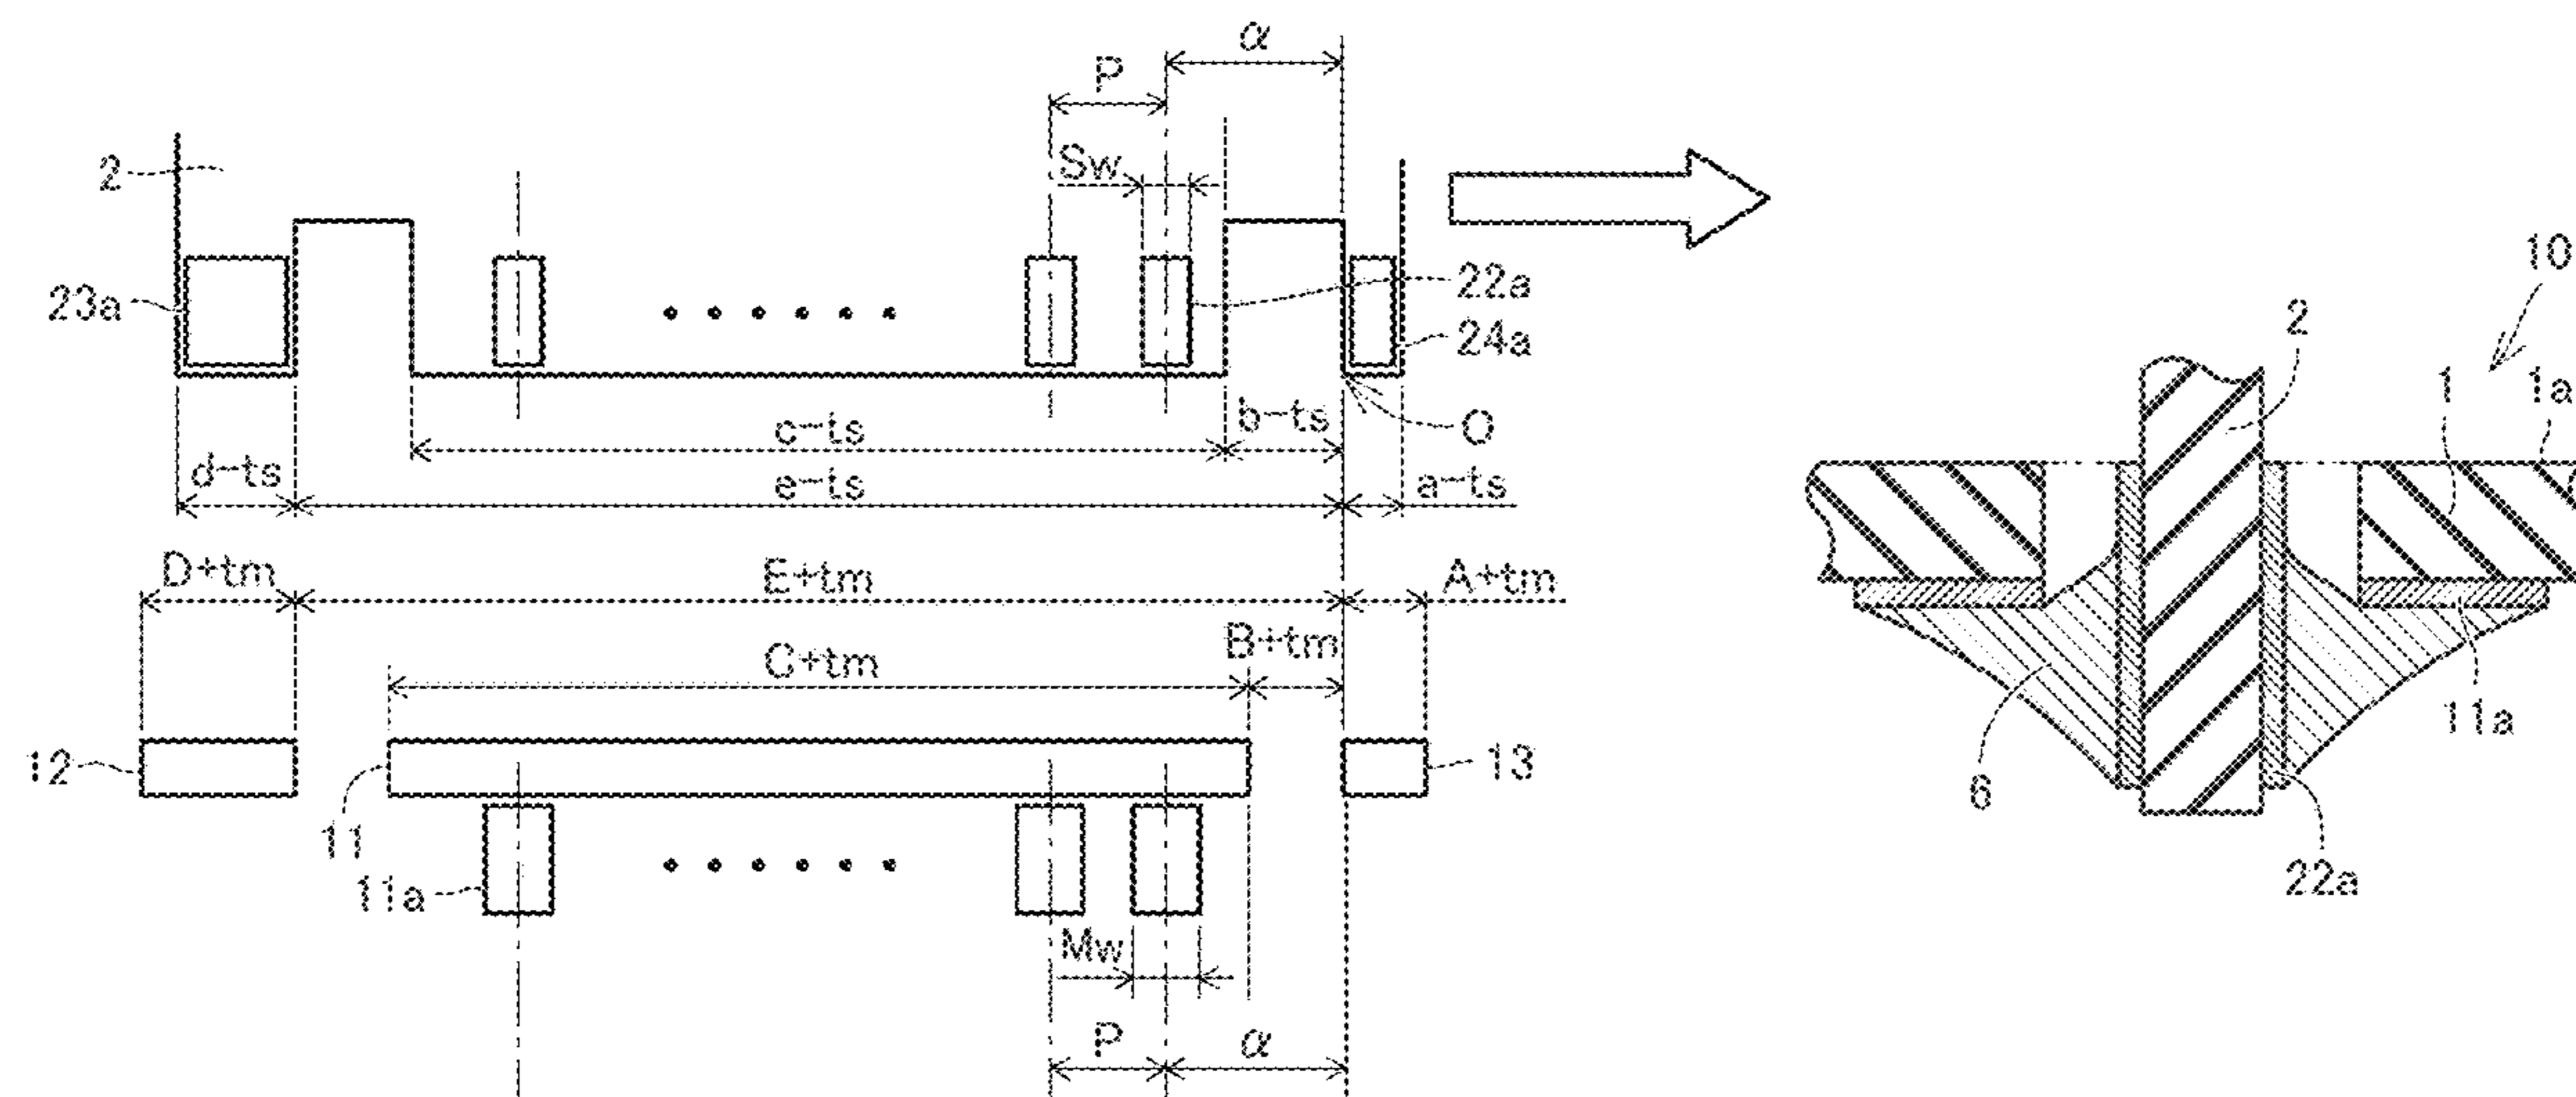 α
P
2
Sw
23a
22a
24a
b-ts
O
c-ts
d-ts
e-ts
a-ts
D+tm
E+tm
A+tm
B+tm
C+tm
12
11
13
11a
Mw
P
α
10
2
1
1a
11a
6
22a